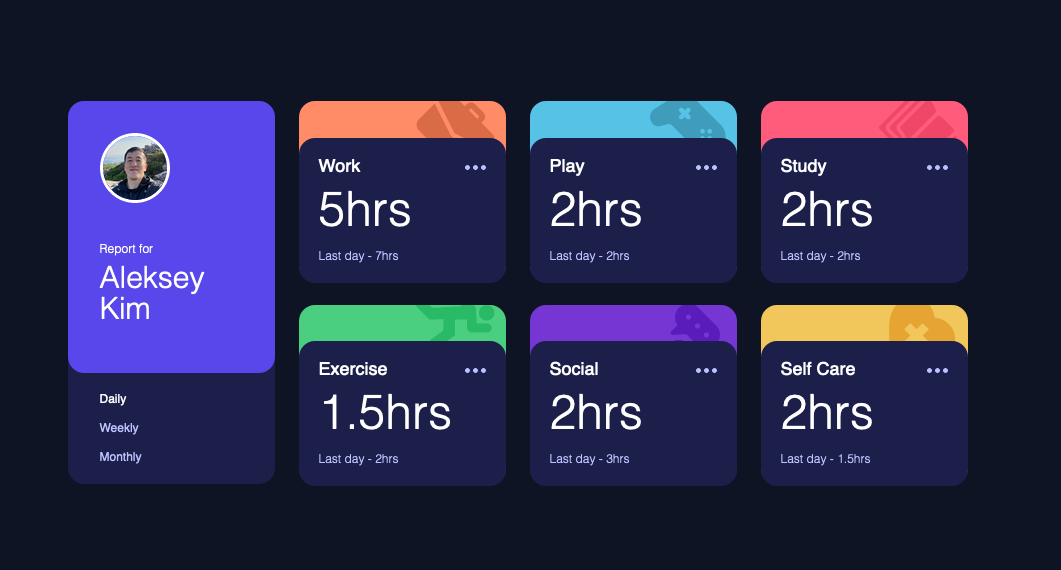 Report for
Aleksey
Kim
Daily
Weekly
Monthly
Work
5hrs
Last day - 7hrs
Play
2hrs
Last day - 2hrs
Study
2hrs
Last day - 2hrs
Exercise
1.5hrs
Last day - 2hrs
Social
2hrs
Last day - 3hrs
Self Care
2hrs
Last day - 1.5hrs